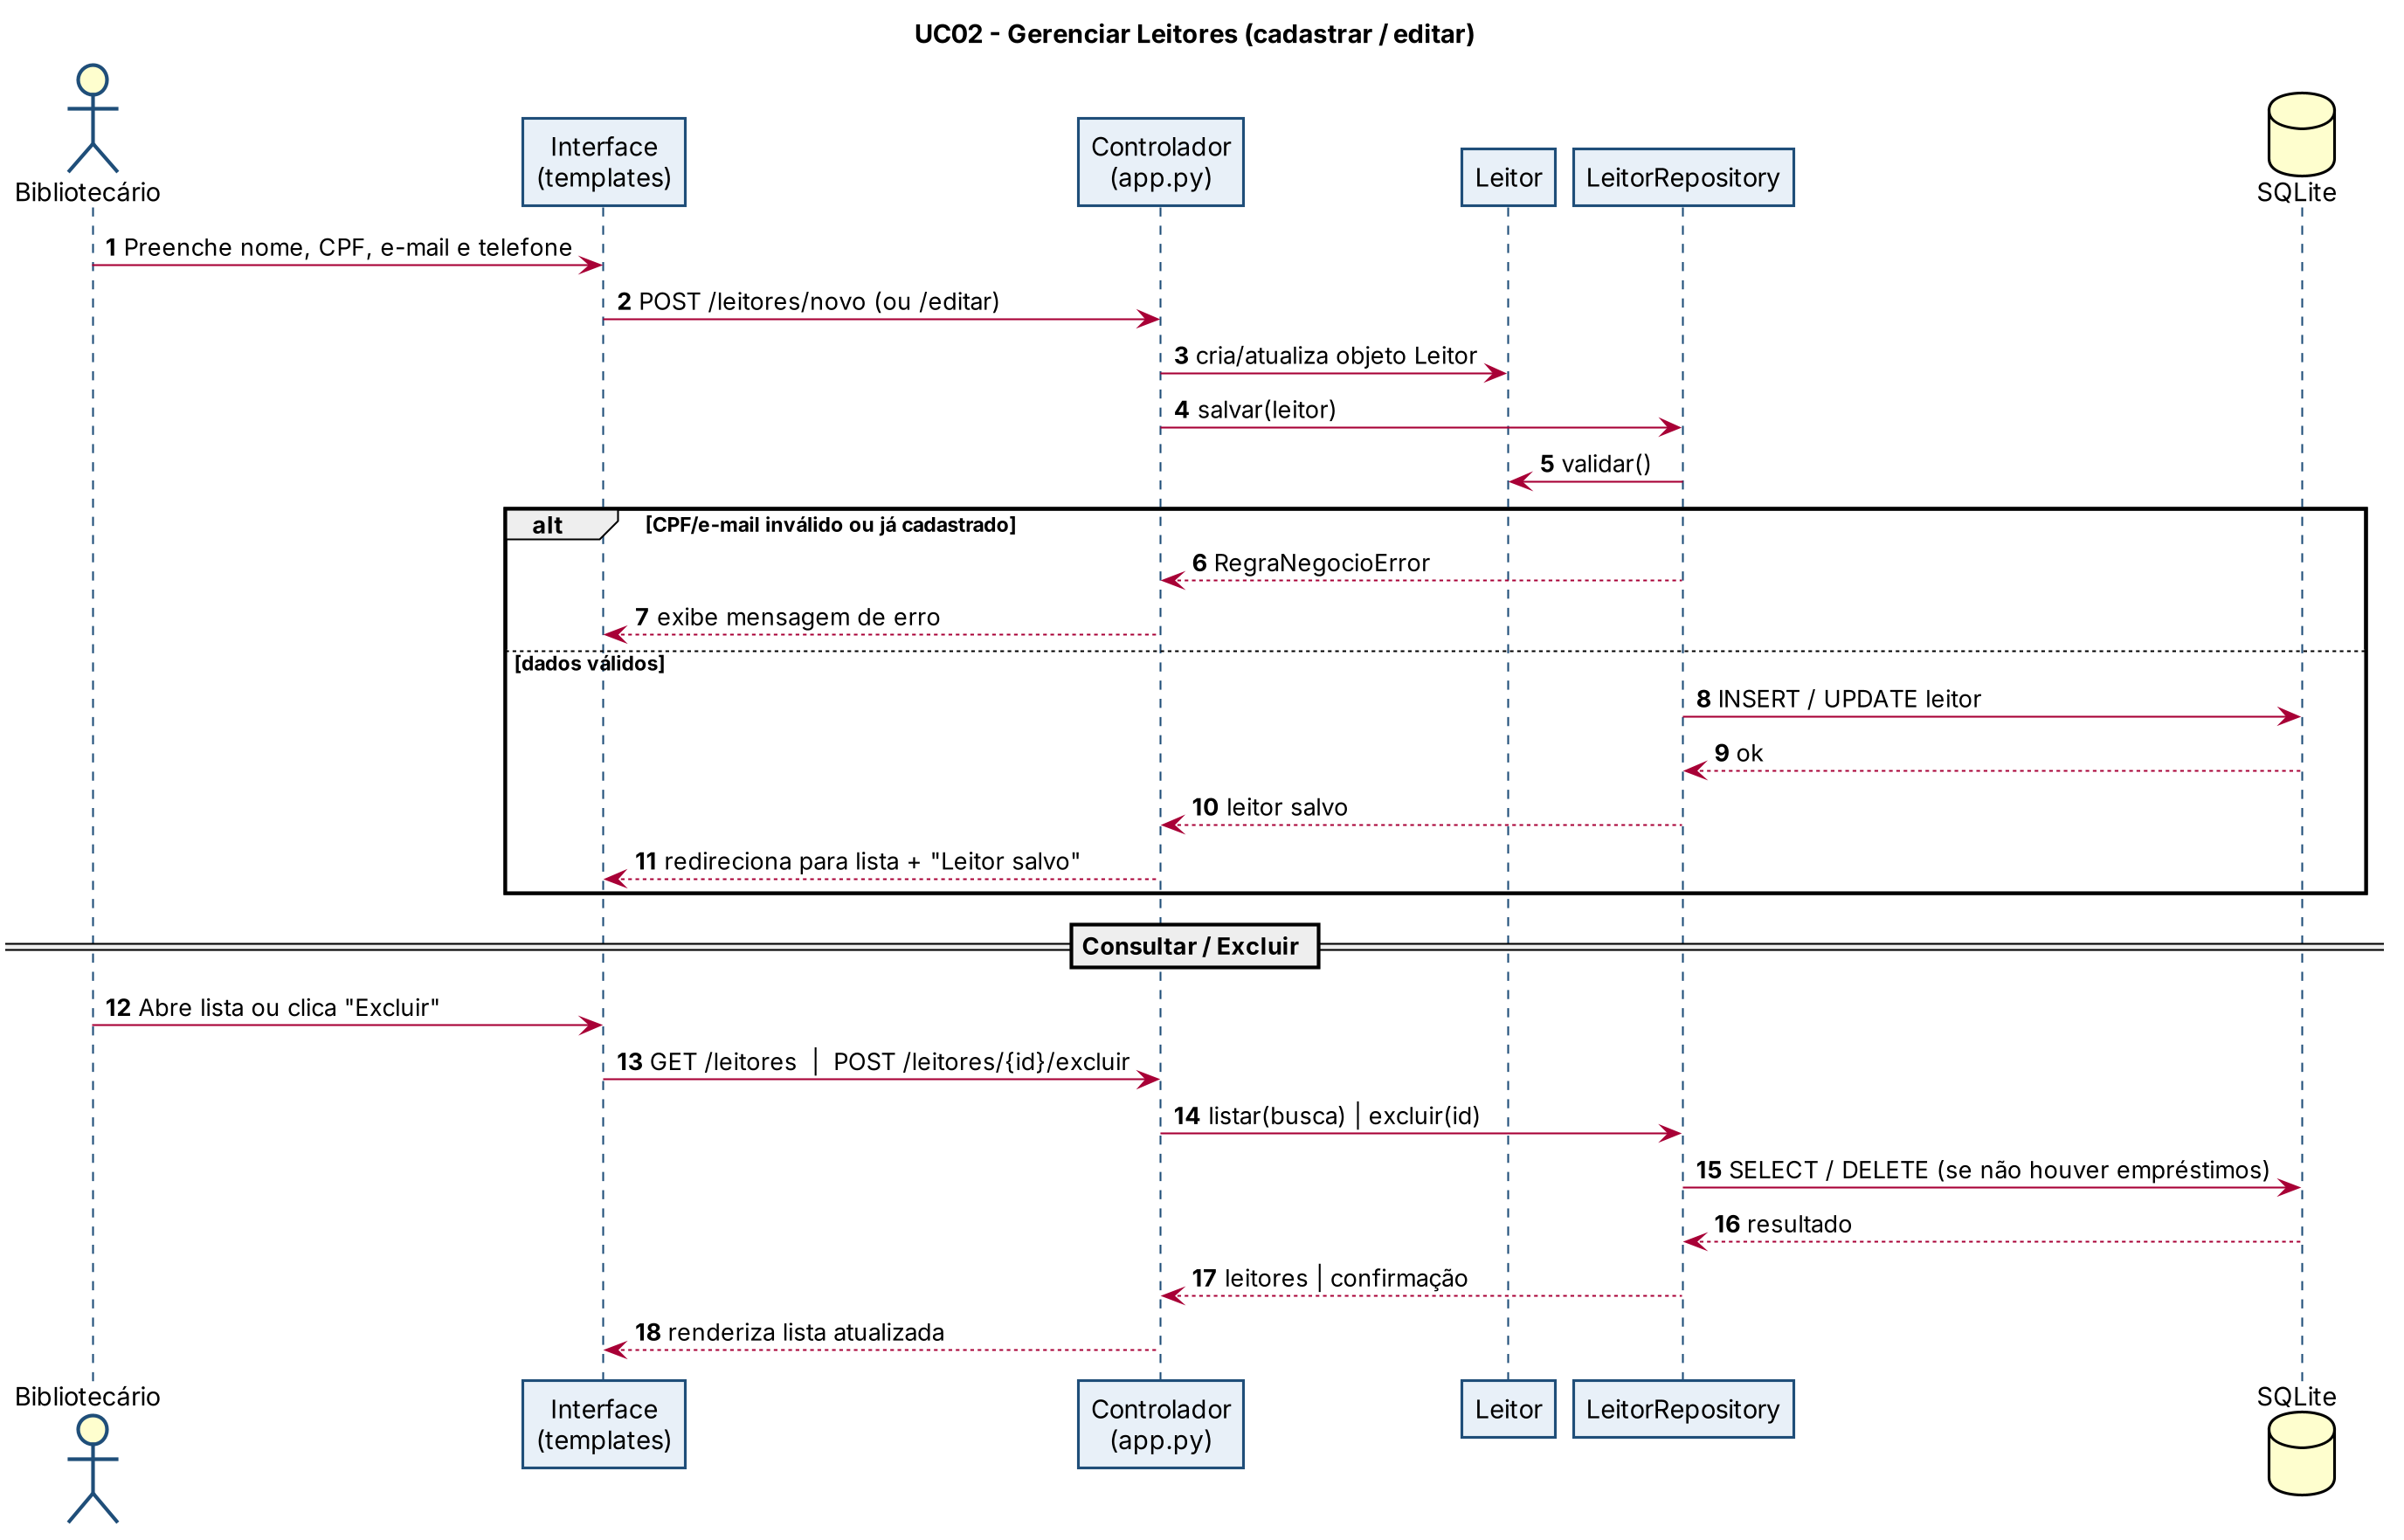 UC02 - Gerenciar Leitores (cadastrar / editar)
Bibliotecário
Interface
(templates)
Controlador
(app.py)
Leitor
LeitorRepository
SQLite
1 Preenche nome, CPF, e-mail e telefone
2 POST /leitores/novo (ou /editar)
3 cria/atualiza objeto Leitor
4 salvar(leitor)
5 validar()
alt [CPF/e-mail inválido ou já cadastrado]
6 RegraNegocioError
7 exibe mensagem de erro
[dados válidos]
8 INSERT / UPDATE leitor
9 ok
10 leitor salvo
11 redireciona para lista + "Leitor salvo"
Consultar / Excluir
12 Abre lista ou clica "Excluir"
13 GET /leitores | POST /leitores/{id}/excluir
14 listar(busca) | excluir(id)
15 SELECT / DELETE (se não houver empréstimos)
16 resultado
17 leitores | confirmação
18 renderiza lista atualizada
Bibliotecário
Interface
(templates)
Controlador
(app.py)
Leitor
LeitorRepository
SQLite